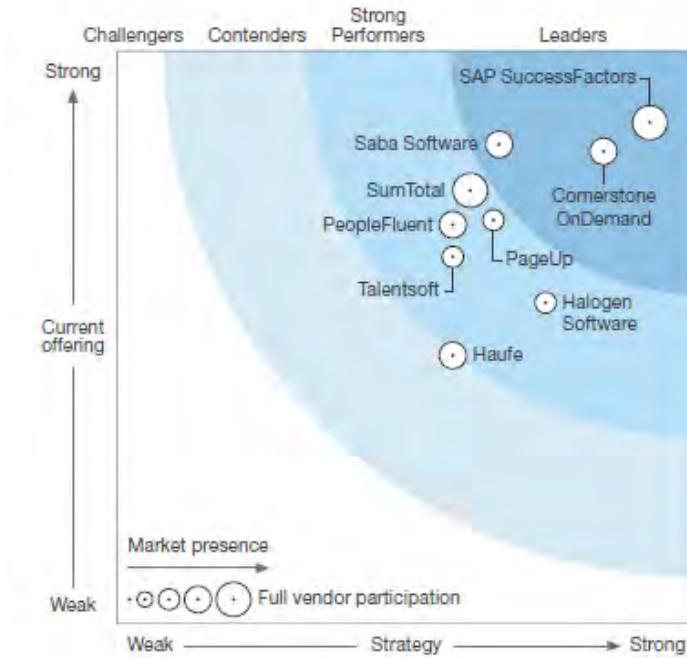 Challengers
Contenders
Strong
Performers
Leaders
Strong
SAP SuccessFactors
Saba Software
SumTotal
Cornerstone
OnDemand
PeopleFluent
PageUp
Talentsoft
Halogen
Software
Current
offering
Haufe
Market presence
Full vendor participation
Weak
Weak
Strategy
Strong